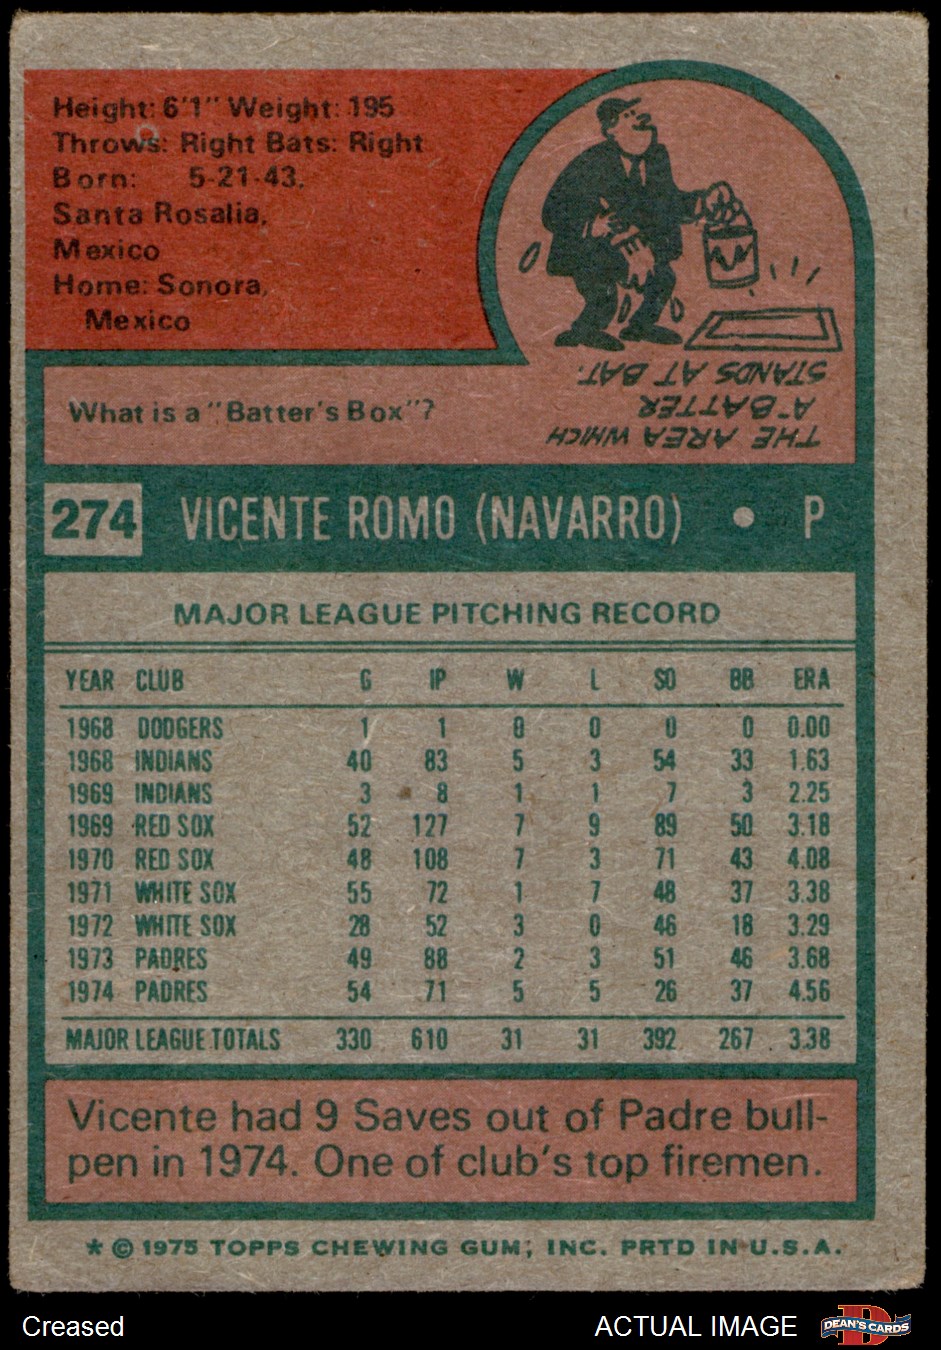 Height: 6'1" Weight: 195
Throws: Right Bats: Right
Born: 5-21-43,
Santa Rosalia,
Mexico
Home: Sonora,
Mexico
What is a "Batter's Box"?
THE AREA WHICH
A BATTER
STANDS AT BAT.
274 VICENTE ROMO (NAVARRO) • P
MAJOR LEAGUE PITCHING RECORD
YEAR CLUB G IP W L SO BB ERA
1968 DODGERS 1 1 0 0 0 0 0.00
1968 INDIANS 40 83 5 3 54 33 1.63
1969 INDIANS 3 8 1 1 7 3 2.25
1969 RED SOX 52 127 7 9 89 50 3.18
1970 RED SOX 48 108 7 3 71 43 4.08
1971 WHITE SOX 55 72 1 7 48 37 3.38
1972 WHITE SOX 28 52 3 0 46 18 3.29
1973 PADRES 49 88 2 3 51 46 3.68
1974 PADRES 54 71 5 5 26 37 4.56
MAJOR LEAGUE TOTALS 330 610 31 31 392 267 3.38
Vicente had 9 Saves out of Padre bull-
pen in 1974. One of club's top firemen.
* © 1975 TOPPS CHEWING GUM, INC. PRTD IN U.S.A.
Creased
ACTUAL IMAGE
DEAN'S CARDS